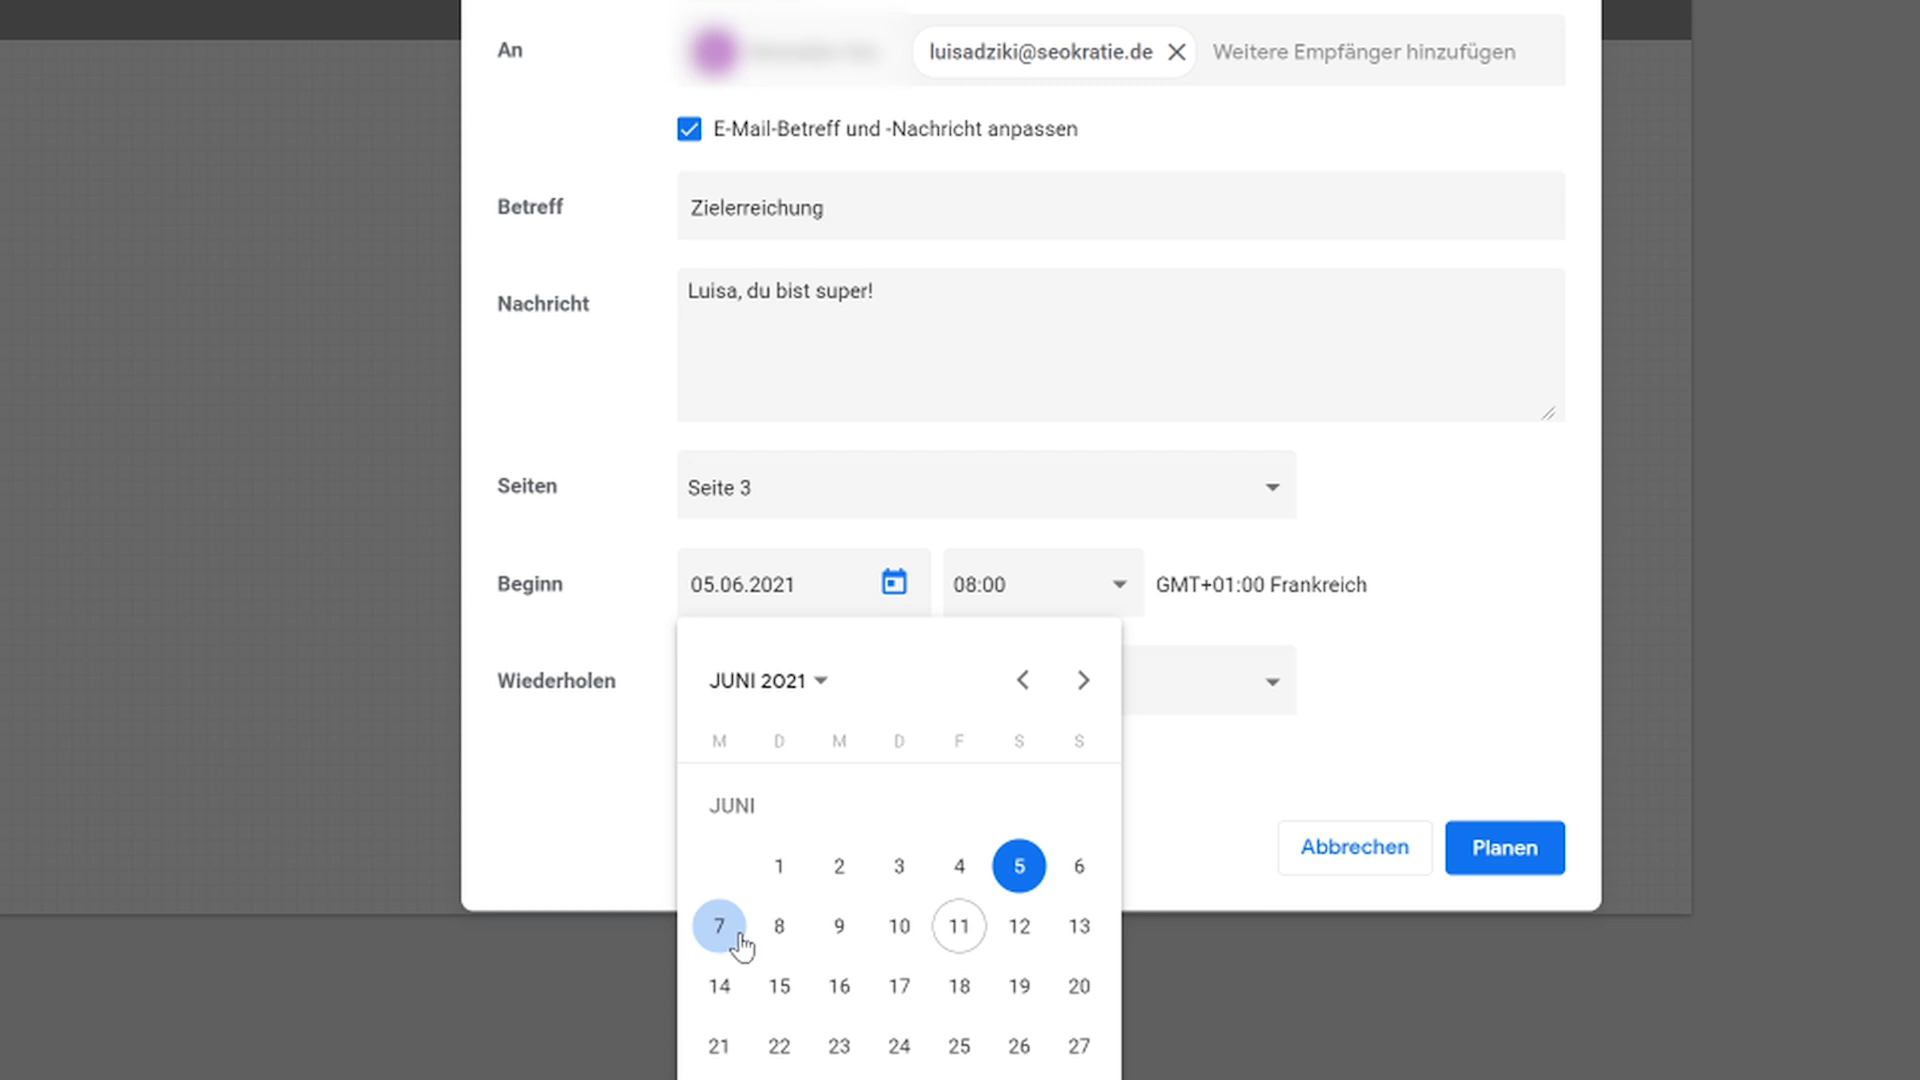 An
luisadziki@seokratie.de Weitere Empfänger hinzufügen
E-Mail-Betreff und -Nachricht anpassen
Betreff
Zielerreichung
Nachricht
Luisa, du bist super!
Seiten
Seite 3
Beginn
05.06.2021 08:00 GMT+01:00 Frankreich
Wiederholen
JUNI 2021
M D M D F S S
JUNI
1 2 3 4 5 6
7 8 9 10 11 12 13
14 15 16 17 18 19 20
21 22 23 24 25 26 27
Abbrechen Planen